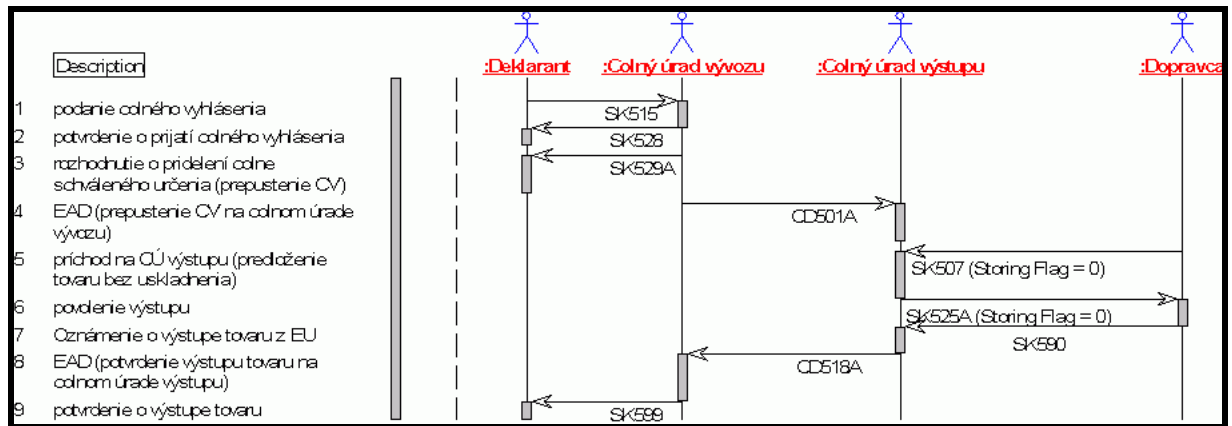 :Deklarant :Colný úrad vývozu :Colný úrad výstupu :Dopravca
Description
1 podanie colného vyhlásenia
SK515
2 potvrdenie o prijatí colného vyhlásenia
SK528
3 rozhodnutie o pridelení colne
schváleného určenia (prepustenie CV)
SK529A
4 EAD (prepustenie CV na colnom úrade
vývozu)
CD501A
5 príchod na CÚ výstupu (predloženie
tovaru bez uskladnenia)
SK507 (Storing Flag = 0)
6 povolenie výstupu
SK525A (Storing Flag = 0)
7 Oznámenie o výstupe tovaru z EU
SK590
8 EAD (potvrdenie výstupu tovaru na
colnom úrade výstupu)
CD518A
9 potvrdenie o výstupe tovaru
SK599